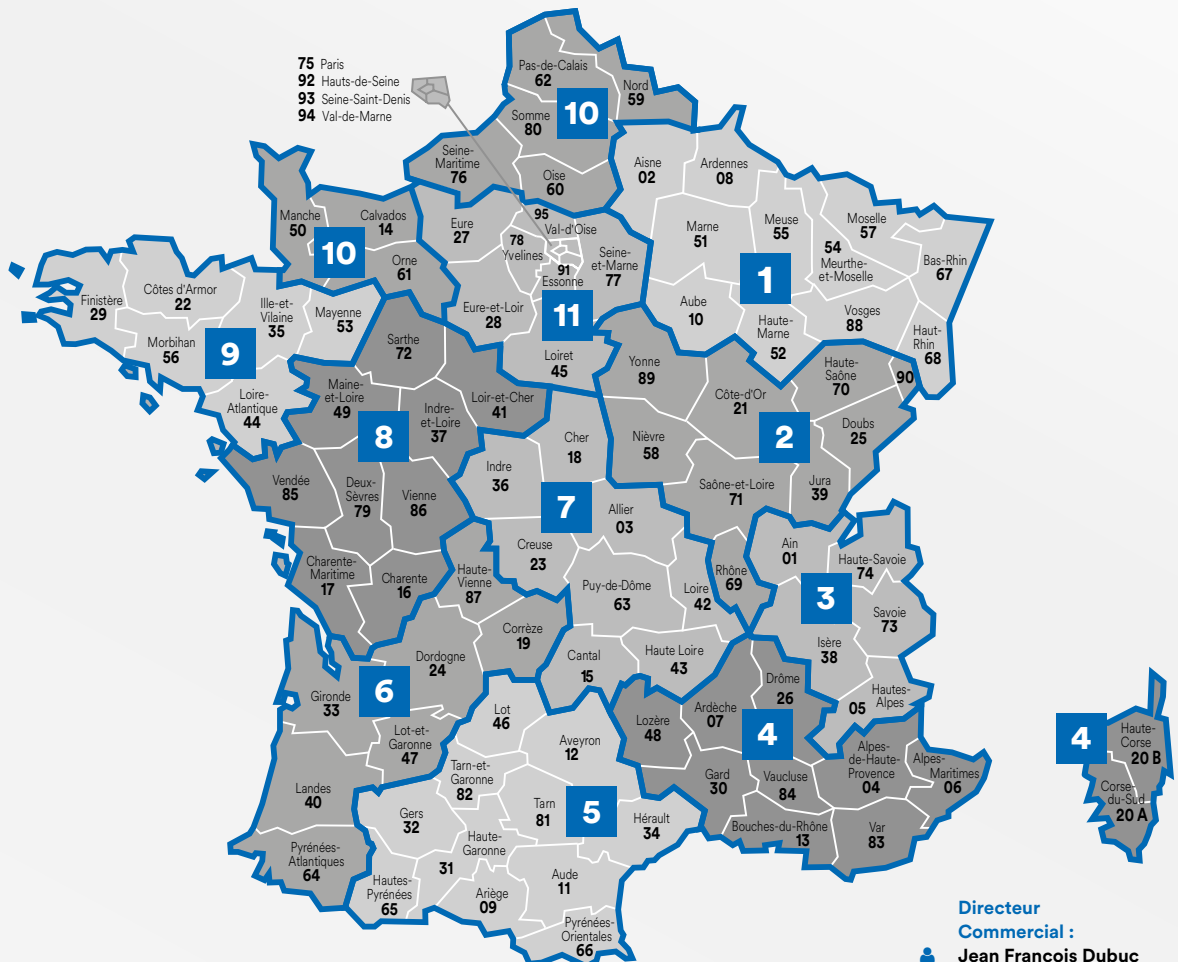 75 Paris
92 Hauts-de-Seine
93 Seine-Saint-Denis
94 Val-de-Marne
Pas-de-Calais
62
Nord
59
10
Somme
80
Seine-
Maritime
76
Oise
60
Aisne
02
Ardennes
08
Manche
50
Calvados
14
10
Orne
61
Eure
27
95
Val-d'Oise
78
Yvelines
91
Essonne
Seine-
et-Marne
77
Eure-et-Loir
28
11
Loiret
45
Marne
51
Meuse
55
Moselle
57
54
Meurthe-
et-Moselle
Bas-Rhin
67
1
Aube
10
Haute-
Marne
52
Vosges
88
Haut-
Rhin
68
Finistère
29
Côtes d'Armor
22
Ille-et-
Vilaine
35
Mayenne
53
Morbihan
56
9
Loire-
Atlantique
44
Sarthe
72
Maine-
et-Loire
49
Indre-
et-Loire
37
Loir-et-Cher
41
8
Vendée
85
Deux-
Sèvres
79
Vienne
86
Charente-
Maritime
17
Charente
16
Yonne
89
Côte-d'Or
21
Haute-
Saône
70
90
Nièvre
58
2
Doubs
25
Saône-et-Loire
71
Jura
39
Cher
18
Indre
36
7
Allier
03
Creuse
23
Puy-de-Dôme
63
Loire
42
Cantal
15
Haute Loire
43
Rhône
69
Ain
01
Haute-Savoie
74
3
Savoie
73
Isère
38
Hautes-
Alpes
05
Haute-
Vienne
87
Corrèze
19
Dordogne
24
6
Gironde
33
Lot-et-
Garonne
47
Landes
40
Pyrénées-
Atlantiques
64
Lot
46
Aveyron
12
Tarn-et-
Garonne
82
Tarn
81
5
Hérault
34
Gers
32
Haute-
Garonne
31
Hautes-
Pyrénées
65
Ariège
09
Aude
11
Pyrénées-
Orientales
66
Lozère
48
Ardèche
07
Drôme
26
4
Gard
30
Vaucluse
84
Alpes-
de-Haute-
Provence
04
Alpes-
Maritimes
06
Bouches-du-Rhône
13
Var
83
4
Haute-
Corse
20 B
Corse-
du-Sud
20 A
Directeur
Commercial :
Jean François Dubuc